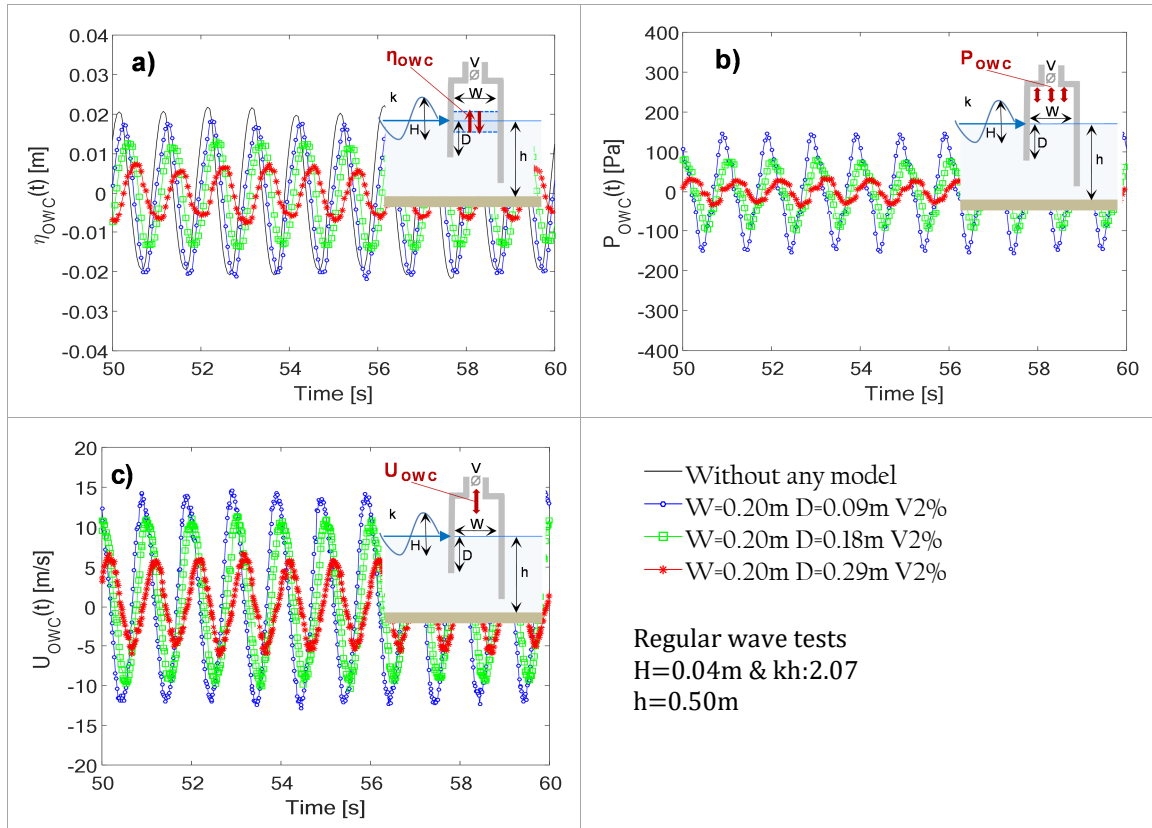 a)
η_OWC(t) [m]
0.04
0.03
0.02
0.01
0
-0.01
-0.02
-0.03
-0.04
50 52 54 56 58 60
Time [s]
ηowc
V
W
k
H
D
h
b)
P_OWC(t) [Pa]
400
300
200
100
0
-100
-200
-300
-400
50 52 54 56 58 60
Time [s]
Powc
V
W
k
H
D
h
c)
U_OWC(t) [m/s]
20
15
10
5
0
-5
-10
-15
-20
50 52 54 56 58 60
Time [s]
Uowc
V
W
k
H
D
h
Without any model
W=0.20m D=0.09m V2%
W=0.20m D=0.18m V2%
W=0.20m D=0.29m V2%
Regular wave tests
H=0.04m & kh:2.07
h=0.50m